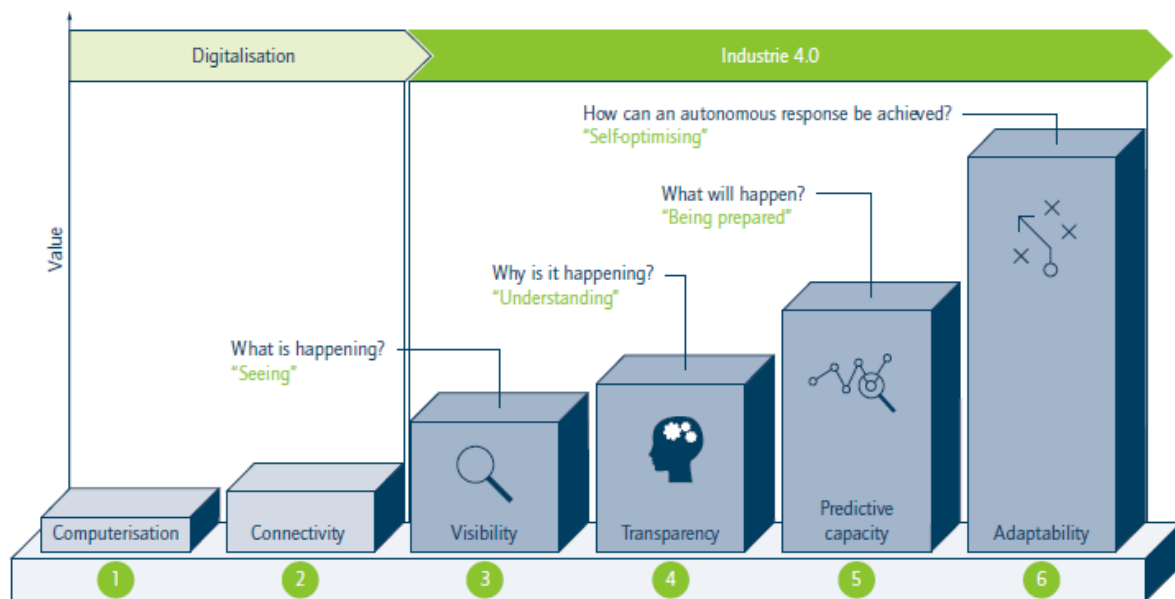 Digitalisation
Industrie 4.0
How can an autonomous response be achieved?
“Self-optimising”
What will happen?
“Being prepared”
Why is it happening?
“Understanding”
What is happening?
“Seeing”
Value
Computerisation
Connectivity
Visibility
Transparency
Predictive
capacity
Adaptability
1
2
3
4
5
6